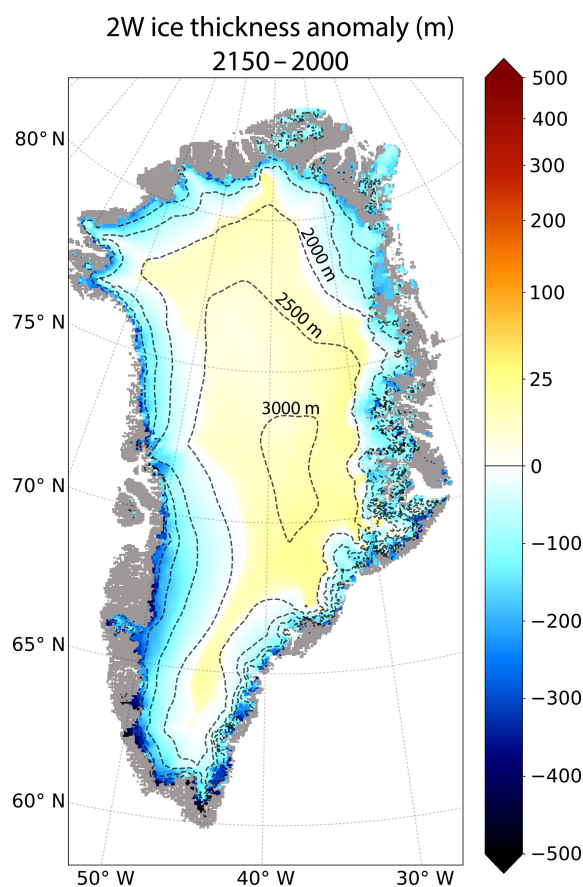 2W ice thickness anomaly (m)
2150 – 2000
80° N
75° N
70° N
65° N
60° N
50° W
40° W
30° W
2000 m
2500 m
3000 m
500
400
300
200
100
25
0
−100
−200
−300
−400
−500